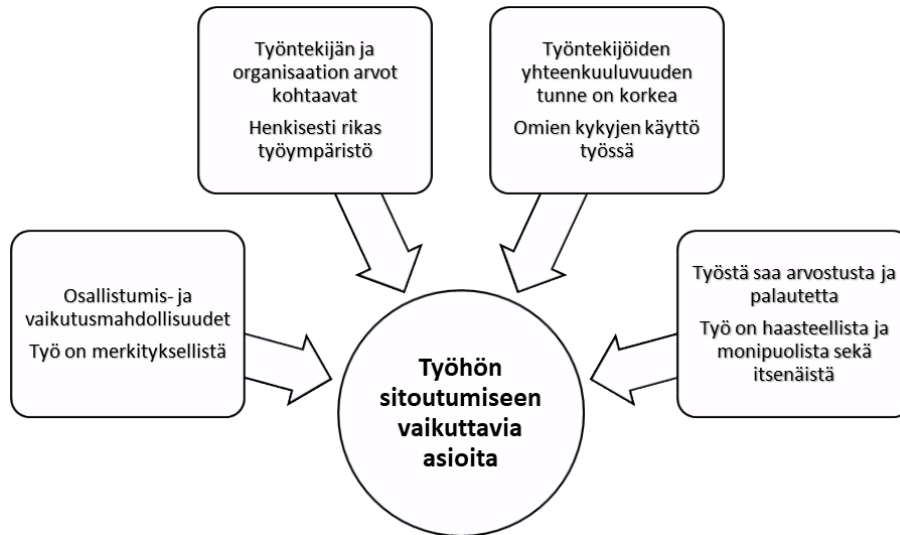 Työntekijän ja
organisaation arvot
kohtaavat
Henkisesti rikas
työympäristö
Työntekijöiden
yhteenkuuluvuuden
tunne on korkea
Omien kykyjen käyttö
työssä
Osallistumis- ja
vaikutusmahdollisuudet
Työ on merkityksellistä
Työstä saa arvostusta ja
palautetta
Työ on haasteellista ja
monipuolista sekä
itsenäistä
Työhön
sitoutumiseen
vaikuttavia
asioita